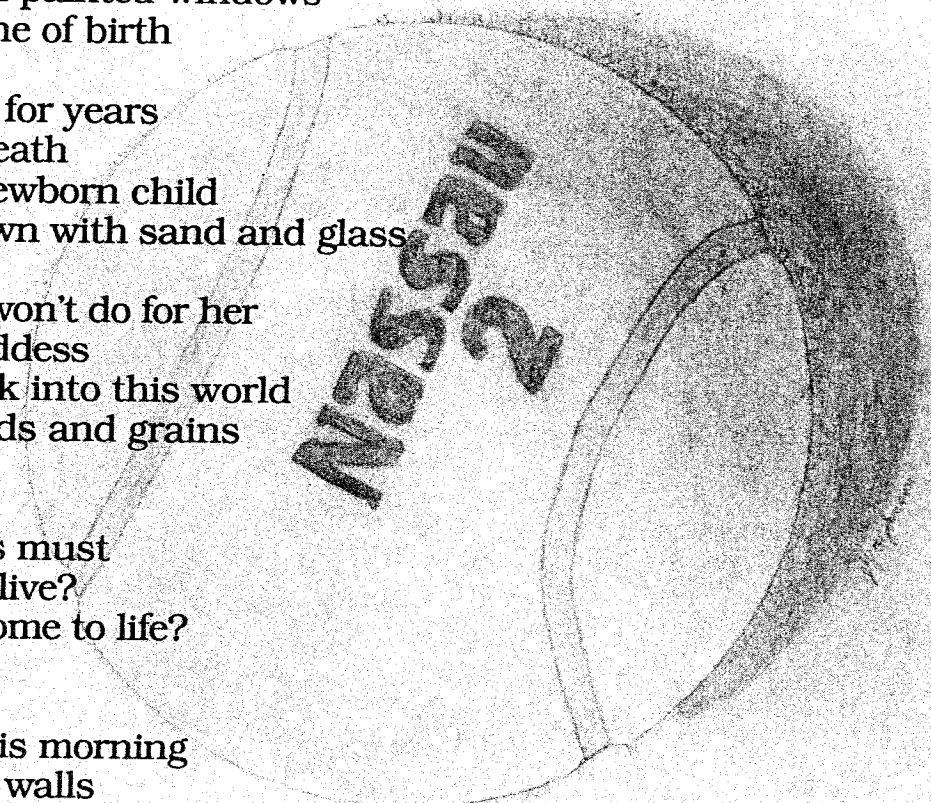 painted windows
ne of birth
for years
eath
ewborn child
wn with sand and glass
won't do for her
ddess
k into this world
ds and grains
s must
live?
ome to life?
is morning
walls
Nassau
2